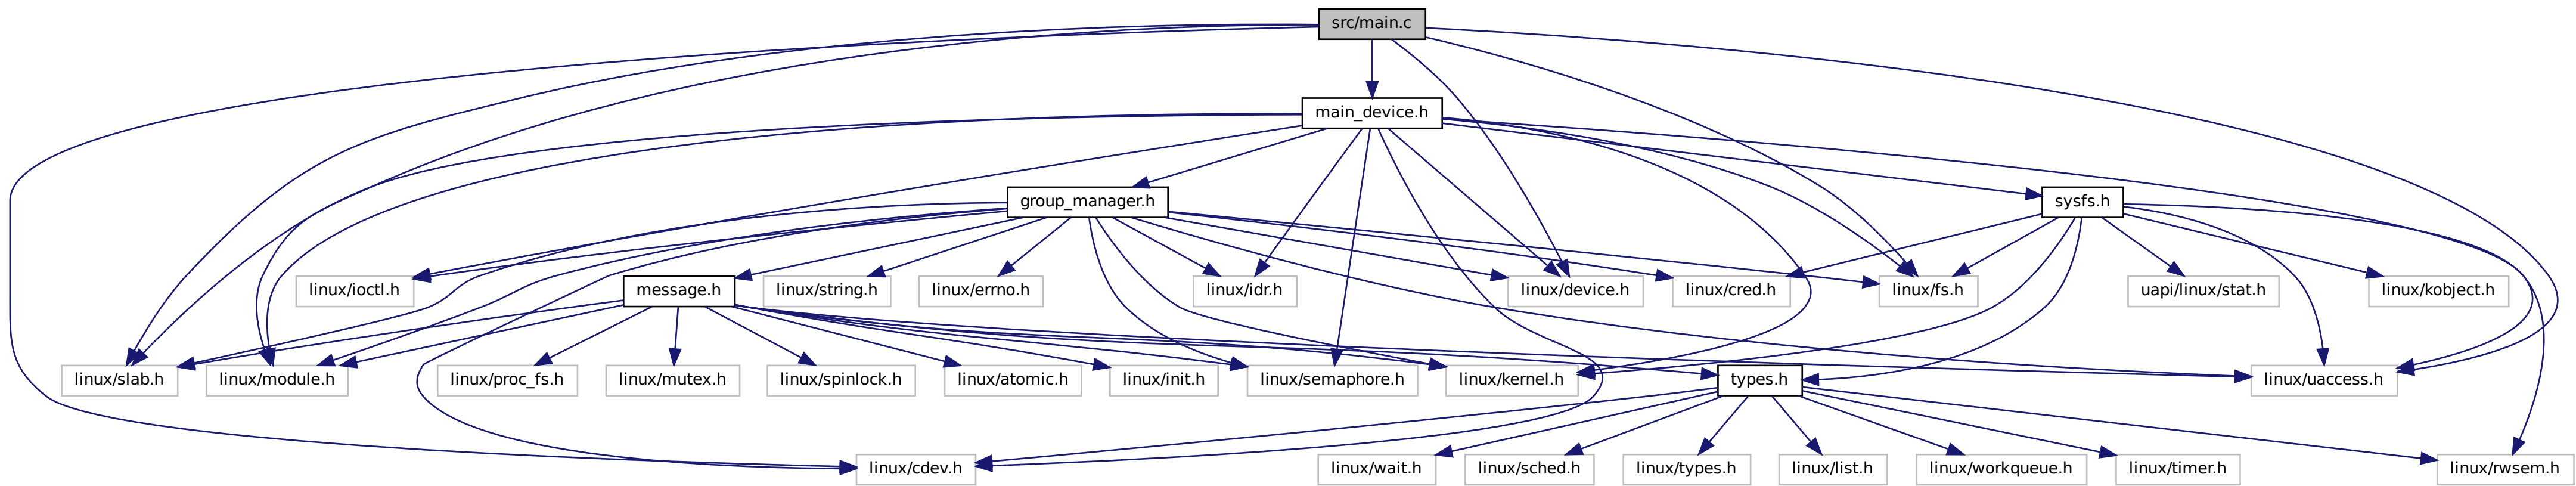 src/main.c
main_device.h
group_manager.h
sysfs.h
linux/ioctl.h
message.h
linux/string.h
linux/errno.h
linux/idr.h
linux/device.h
linux/cred.h
linux/fs.h
uapi/linux/stat.h
linux/kobject.h
linux/slab.h
linux/module.h
linux/proc_fs.h
linux/mutex.h
linux/spinlock.h
linux/atomic.h
linux/init.h
linux/semaphore.h
linux/kernel.h
types.h
linux/uaccess.h
linux/cdev.h
linux/wait.h
linux/sched.h
linux/types.h
linux/list.h
linux/workqueue.h
linux/timer.h
linux/rwsem.h